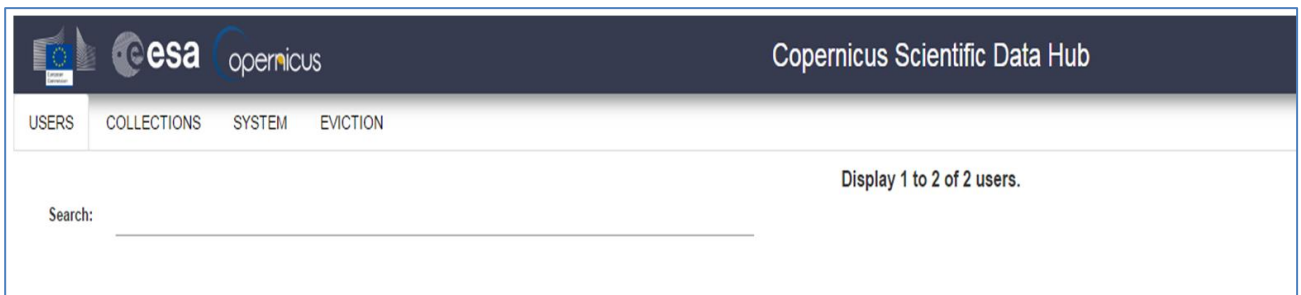 esa opernicus
Copernicus Scientific Data Hub
USERS COLLECTIONS SYSTEM EVICTION
Display 1 to 2 of 2 users.
Search: